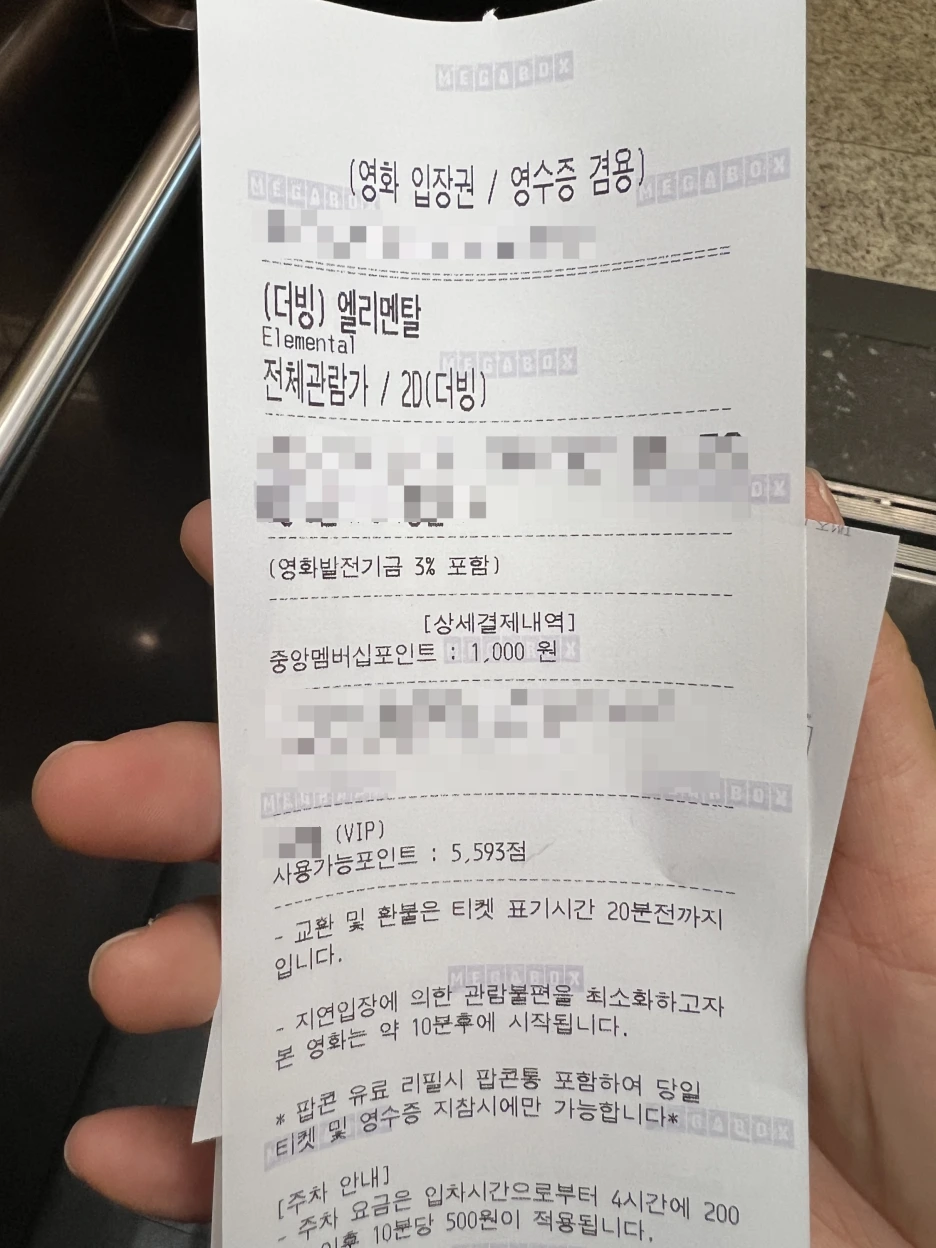 MEGABOX
(영화 입장권 / 영수증 겸용)
MEGABOX
MEGABOX
(더빙) 엘리멘탈
Elemental
MEGABOX
전체관람가 / 2D(더빙)
(영화발전기금 3% 포함)
[상세결제내역]
중앙멤버십포인트 : 1,000 원
(VIP)
사용가능포인트 : 5,593점
- 교환 및 환불은 티켓 표기시간 20분전까지
입니다.
MEGABOX
- 지연입장에 의한 관람불편을 최소화하고자
본 영화는 약 10분후에 시작됩니다.
* 팝콘 유료 리필시 팝콘통 포함하여 당일
티켓 및 영수증 지참시에만 가능합니다*
[주차 안내]
- 주차 요금은 입차시간으로부터 4시간에 200
이후 10분당 500원이 적용됩니다.